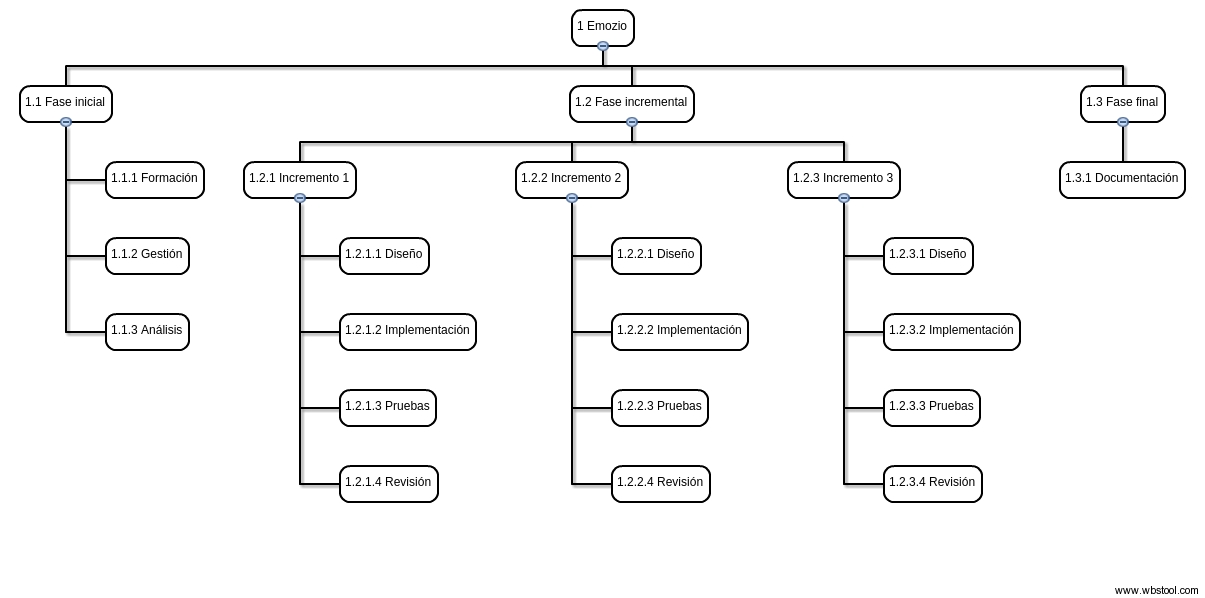 1 Emozio
1.1 Fase inicial
1.2 Fase incremental
1.3 Fase final
1.1.1 Formación
1.2.1 Incremento 1
1.2.2 Incremento 2
1.2.3 Incremento 3
1.3.1 Documentación
1.1.2 Gestión
1.2.1.1 Diseño
1.2.2.1 Diseño
1.2.3.1 Diseño
1.1.3 Análisis
1.2.1.2 Implementación
1.2.2.2 Implementación
1.2.3.2 Implementación
1.2.1.3 Pruebas
1.2.2.3 Pruebas
1.2.3.3 Pruebas
1.2.1.4 Revisión
1.2.2.4 Revisión
1.2.3.4 Revisión
www.wbstool.com